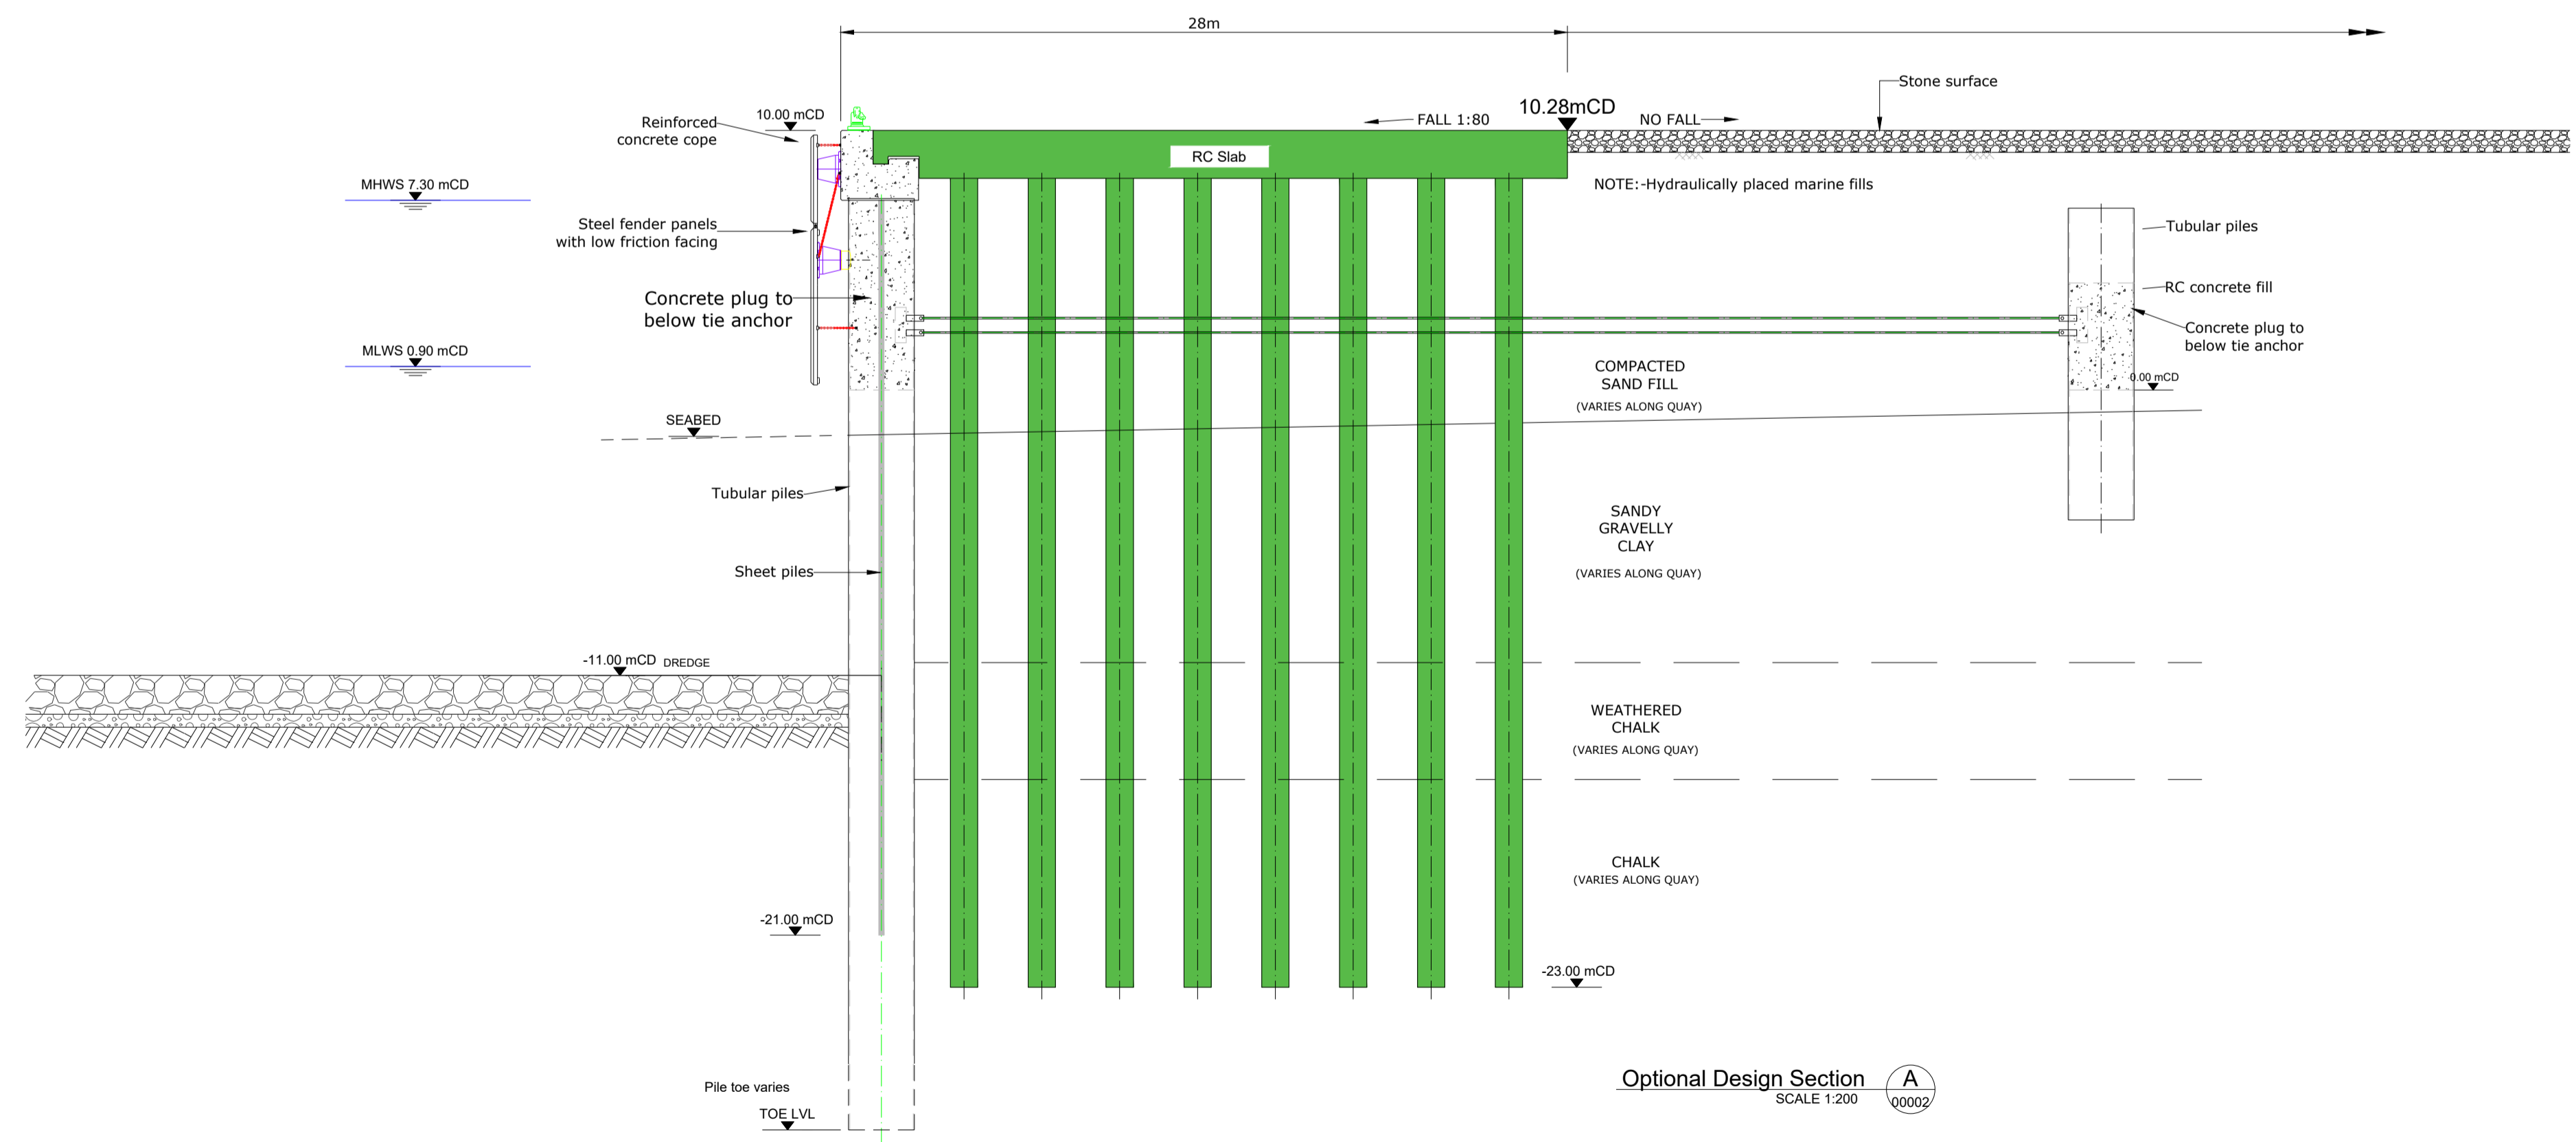 28m
Stone surface
10.00 mCD
10.28mCD
Reinforced
concrete cope
FALL 1:80
NO FALL
RC Slab
MHWS 7.30 mCD
NOTE:-Hydraulically placed marine fills
Steel fender panels
with low friction facing
Tubular piles
RC concrete fill
Concrete plug to
below tie anchor
Concrete plug to
below tie anchor
MLWS 0.90 mCD
COMPACTED
SAND FILL
(VARIES ALONG QUAY)
0.00 mCD
SEABED
Tubular piles
SANDY
GRAVELLY
CLAY
(VARIES ALONG QUAY)
Sheet piles
-11.00 mCD DREDGE
WEATHERED
CHALK
(VARIES ALONG QUAY)
CHALK
(VARIES ALONG QUAY)
-21.00 mCD
-23.00 mCD
Pile toe varies
TOE LVL
Optional Design Section
SCALE 1:200
A
00002